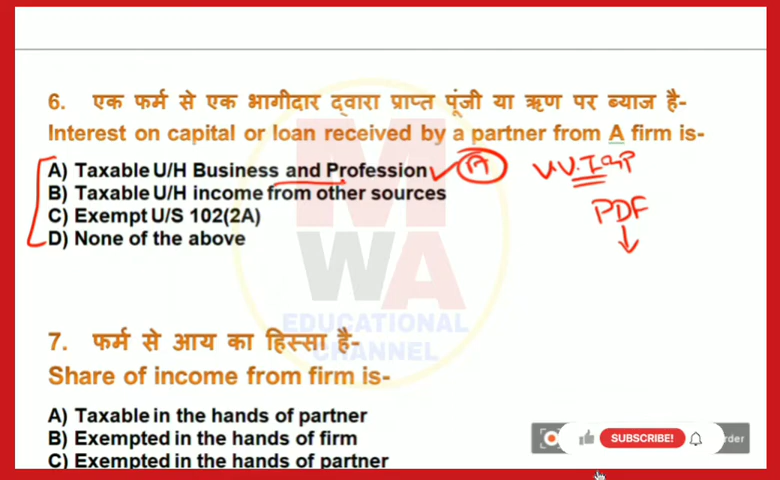 6. एक फर्म से एक भागीदार द्वारा प्राप्त पूंजी या ऋण पर ब्याज है-
Interest on capital or loan received by a partner from A firm is-
A) Taxable U/H Business and Profession A V.V.Imp
B) Taxable U/H income from other sources
C) Exempt U/S 102(2A) PDF
D) None of the above
MWA
EDUCATIONAL
CHANNEL
7. फर्म से आय का हिस्सा है-
Share of income from firm is-
A) Taxable in the hands of partner
B) Exempted in the hands of firm
SUBSCRIBE!
rder
C) Exempted in the hands of partner